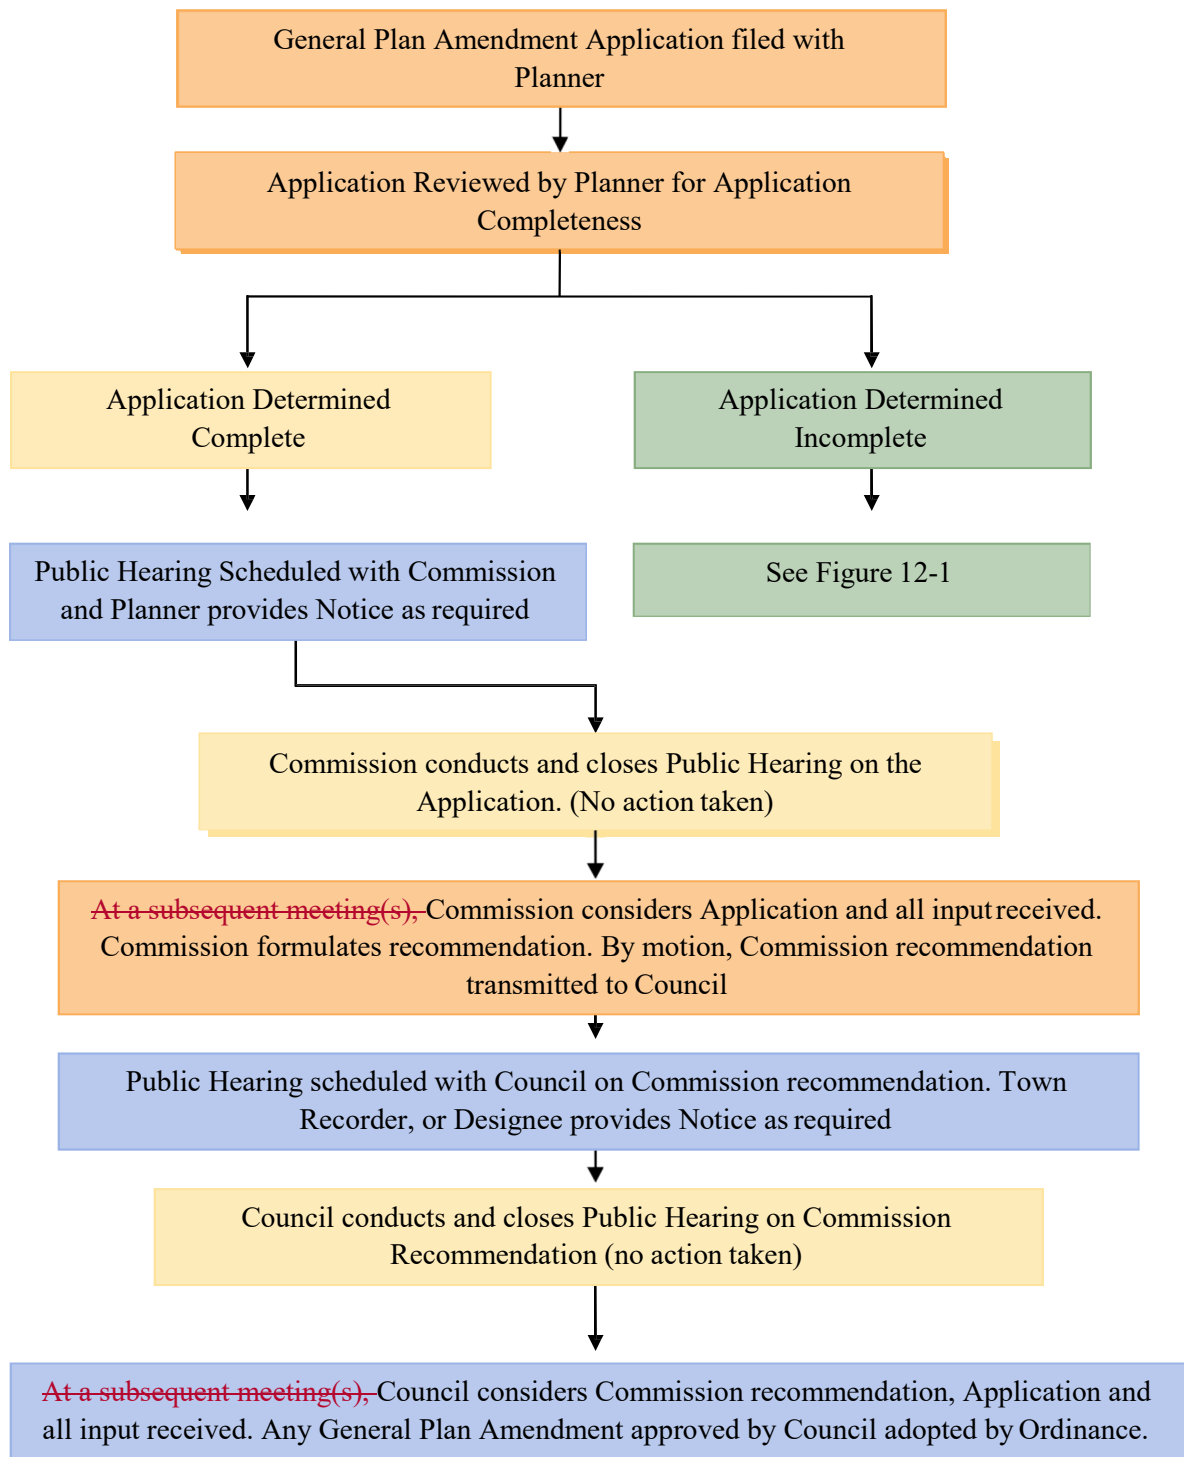 General Plan Amendment Application filed with
Planner
Application Reviewed by Planner for Application
Completeness
Application Determined
Complete
Application Determined
Incomplete
Public Hearing Scheduled with Commission
and Planner provides Notice as required
See Figure 12-1
Commission conducts and closes Public Hearing on the
Application. (No action taken)
At a subsequent meeting(s), Commission considers Application and all input received.
Commission formulates recommendation. By motion, Commission recommendation
transmitted to Council
Public Hearing scheduled with Council on Commission recommendation. Town
Recorder, or Designee provides Notice as required
Council conducts and closes Public Hearing on Commission
Recommendation (no action taken)
At a subsequent meeting(s), Council considers Commission recommendation, Application and
all input received. Any General Plan Amendment approved by Council adopted by Ordinance.